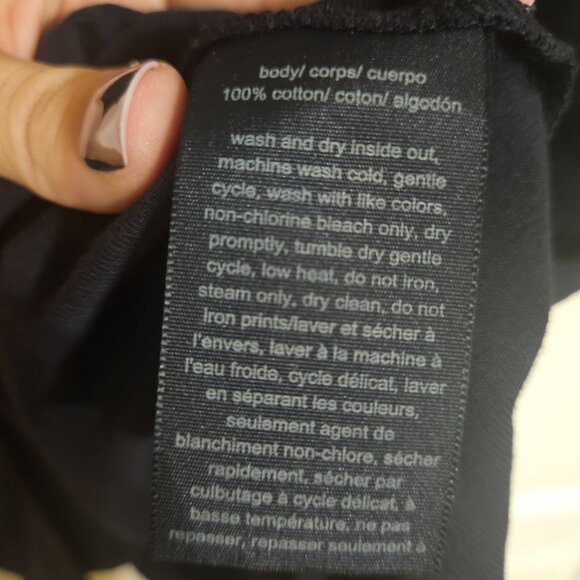 body/ corps/ cuerpo
100% cotton/ coton/ algodón
wash and dry inside out,
machine wash cold, gentle
cycle, wash with like colors,
non-chlorine bleach only, dry
promptly, tumble dry gentle
cycle, low heat, do not iron,
steam only, dry clean, do not
iron prints/laver et sécher à
l'envers, laver à la machine à
l'eau froide, cycle délicat, laver
en séparant les couleurs,
seulement agent de
blanchiment non-chlore, sécher
rapidement, sécher par
culbutage à cycle délicat, à
basse température, ne pas
repasser, repasser seulement à